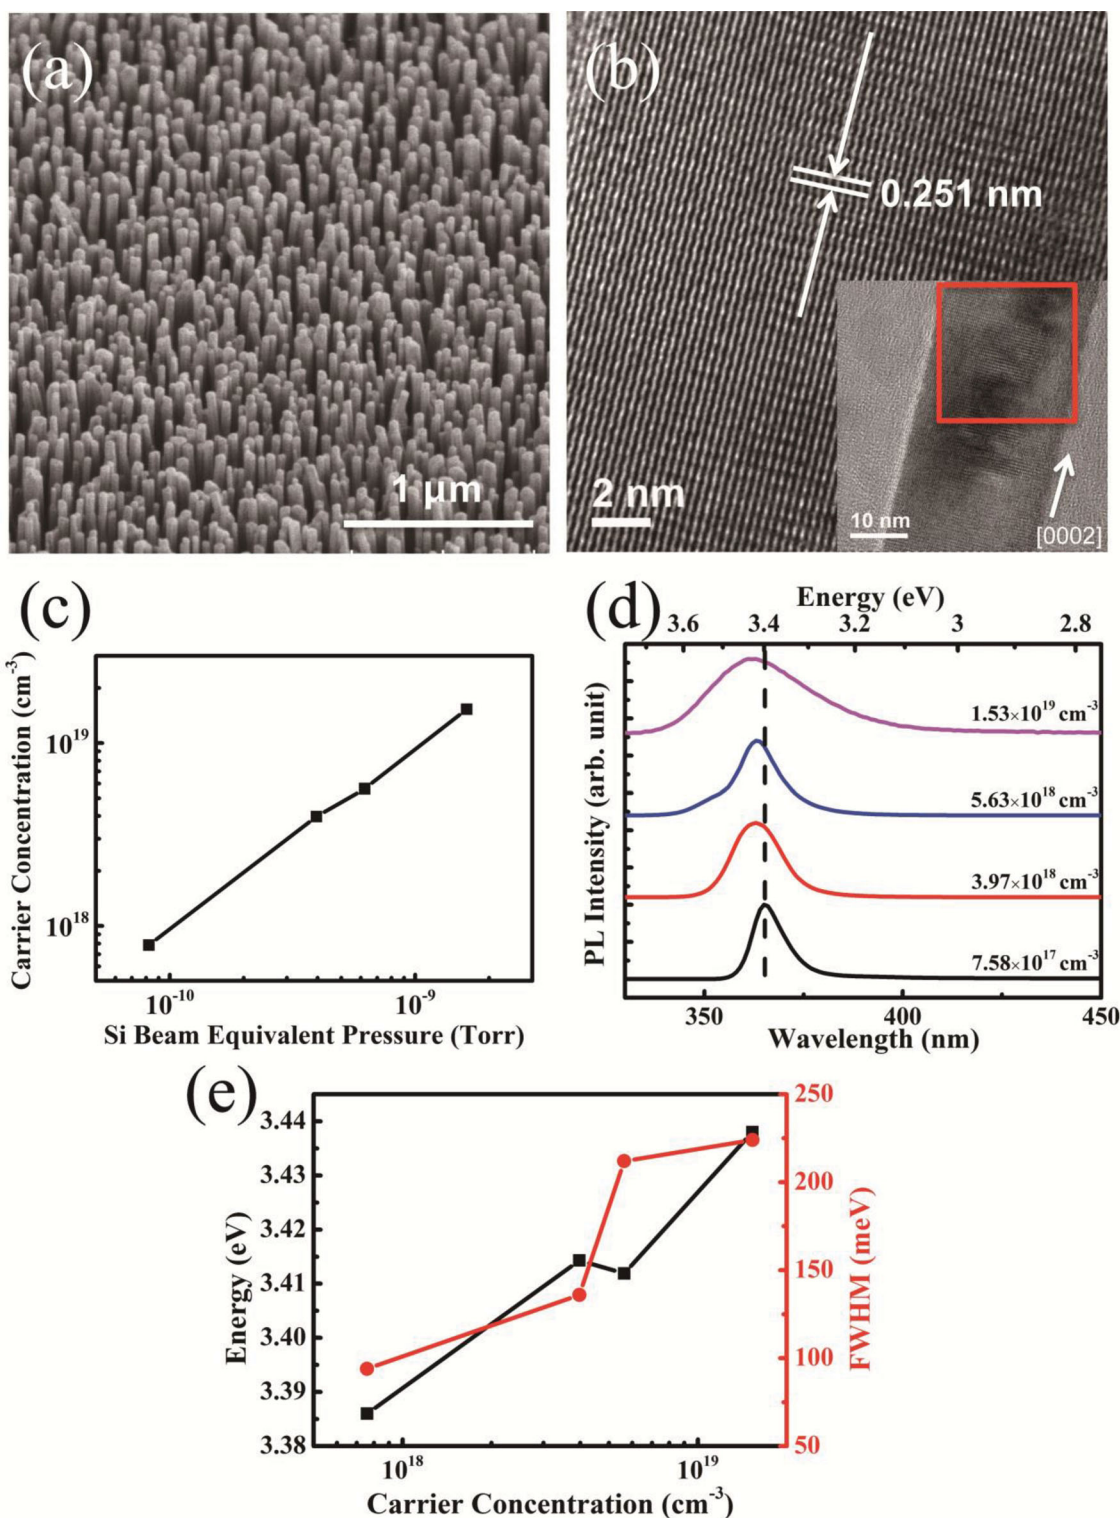 (a)
1 μm
(b)
0.251 nm
2 nm
10 nm
[0002]
(c)
Carrier Concentration (cm⁻³)
10¹⁹
10¹⁸
10⁻¹⁰ 10⁻⁹
Si Beam Equivalent Pressure (Torr)
(d)
Energy (eV)
3.6 3.4 3.2 3 2.8
PL Intensity (arb. unit)
1.53×10¹⁹ cm⁻³
5.63×10¹⁸ cm⁻³
3.97×10¹⁸ cm⁻³
7.58×10¹⁷ cm⁻³
350 400 450
Wavelength (nm)
(e)
Energy (eV)
3.44
3.43
3.42
3.41
3.40
3.39
3.38
250
200
150
100
50
FWHM (meV)
10¹⁸ 10¹⁹
Carrier Concentration (cm⁻³)